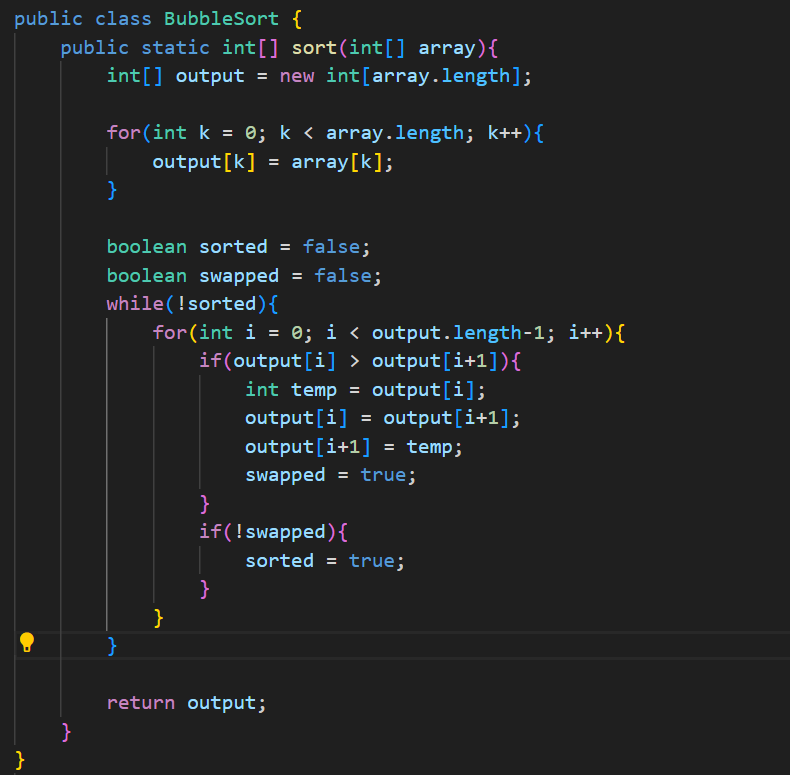 public class BubbleSort {
    public static int[] sort(int[] array){
        int[] output = new int[array.length];

        for(int k = 0; k < array.length; k++){
            output[k] = array[k];
        }

        boolean sorted = false;
        boolean swapped = false;
        while(!sorted){
            for(int i = 0; i < output.length-1; i++){
                if(output[i] > output[i+1]){
                    int temp = output[i];
                    output[i] = output[i+1];
                    output[i+1] = temp;
                    swapped = true;
                }
                if(!swapped){
                    sorted = true;
                }
            }
        }

        return output;
    }
}